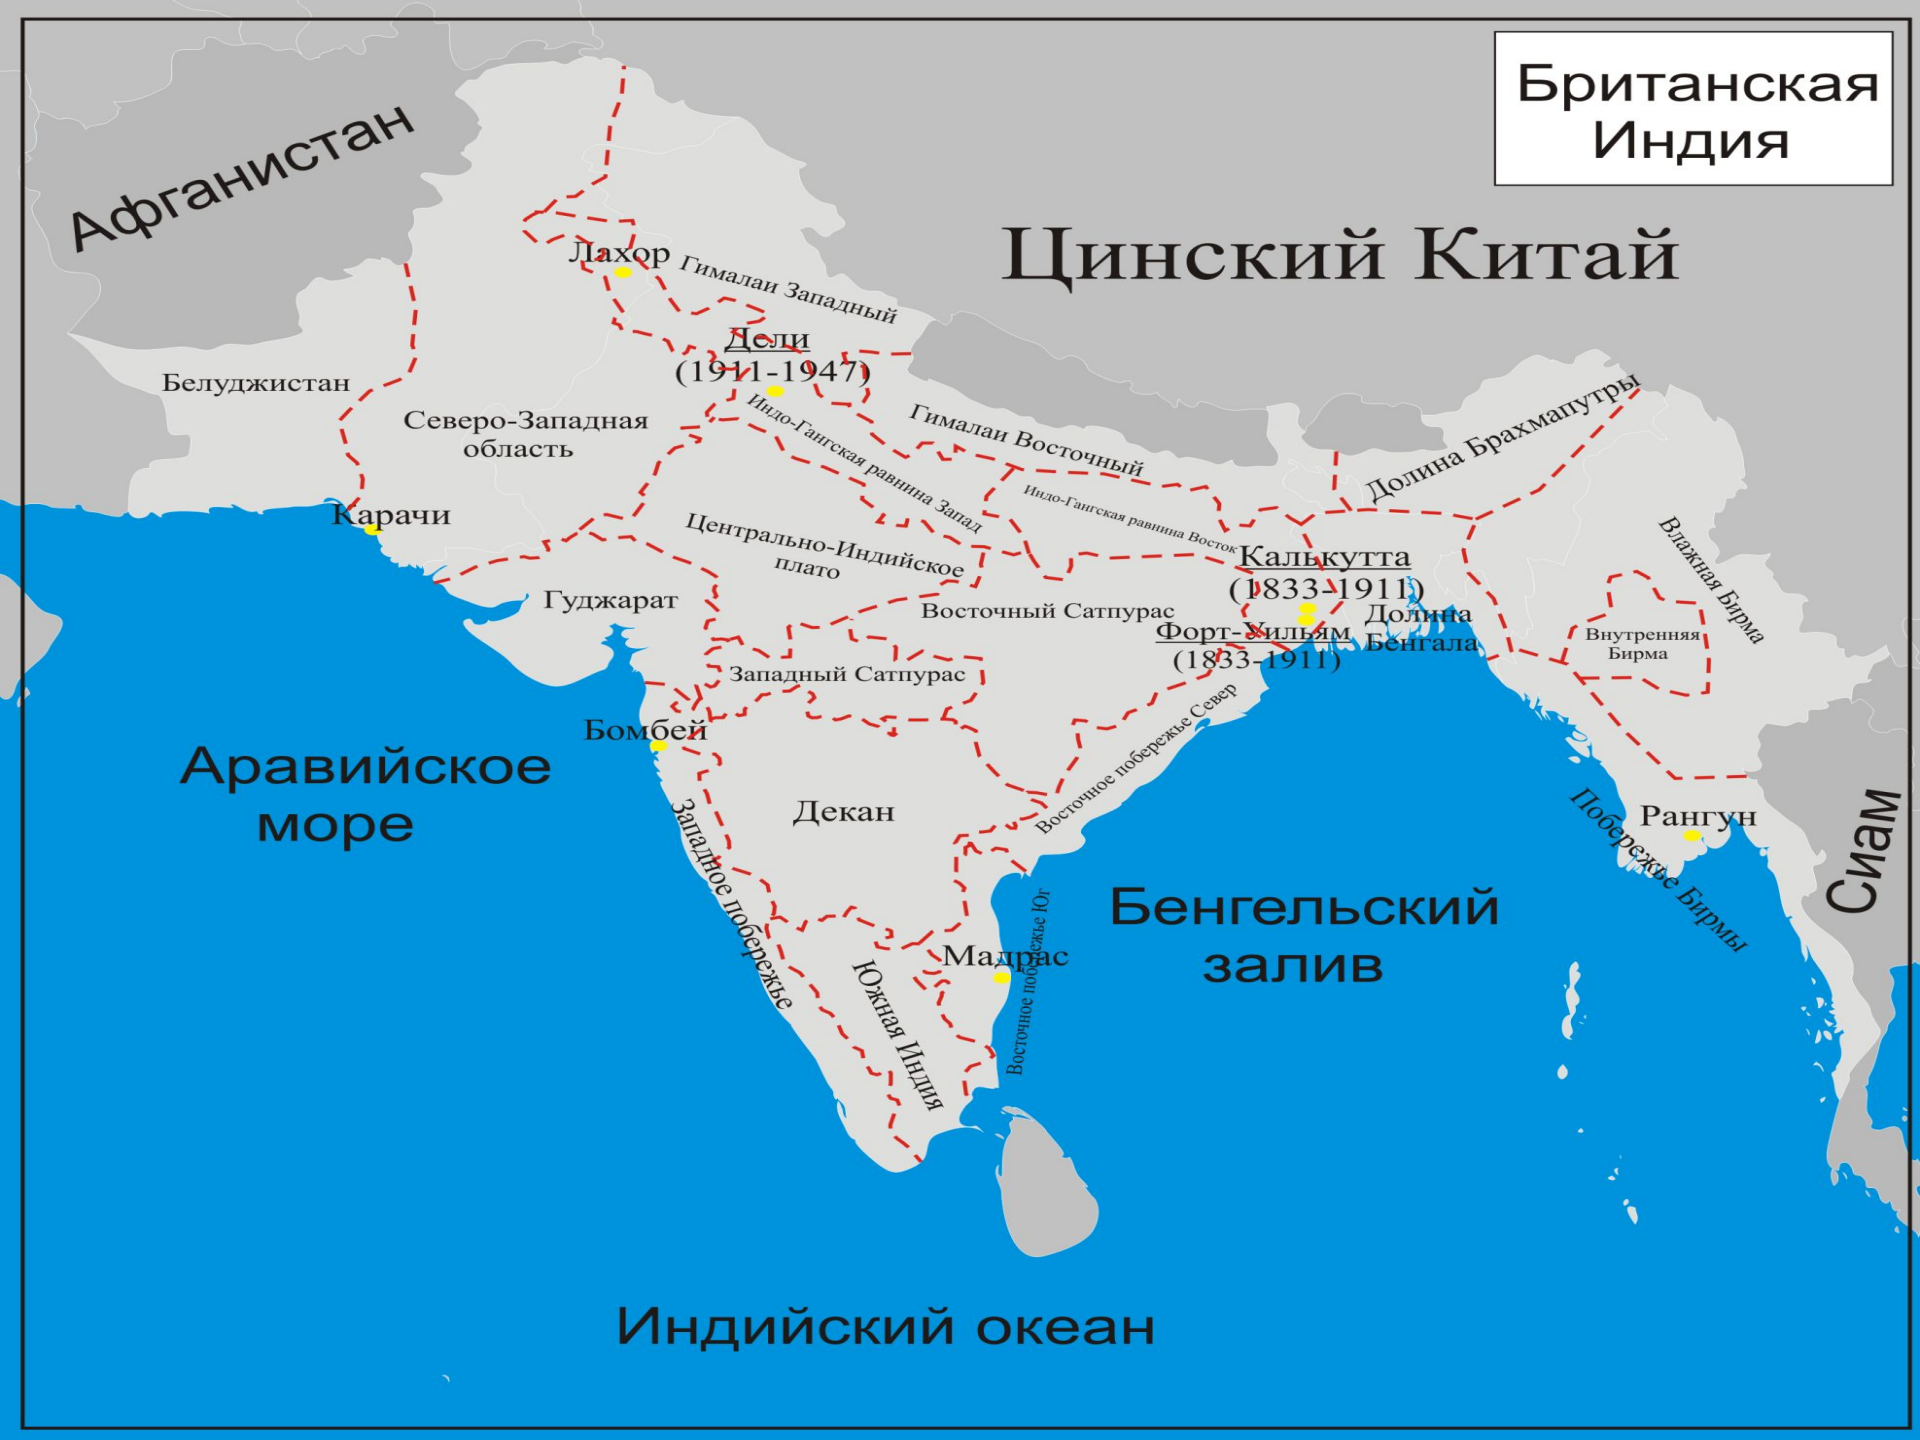 Британская
Индия
Афганистан
Цинский Китай
Лахор
Гималаи Западный
Дели
(1911-1947)
Белуджистан
Северо-Западная
область
Индо-Гангская равнина Запад
Гималаи Восточный
Долина Брахмапутры
Индо-Гангская равнина Восток
Карачи
Центрально-Индийское
плато
Калькутта
(1833-1911)
Влажная Бирма
Гуджарат
Восточный Сатпурас
Долина
Бенгала
Форт-Уильям
(1833-1911)
Внутренняя
Бирма
Западный Сатпурас
Бомбей
Восточное побережье Север
Аравийское
море
Декан
Западное побережье
Рангун
Побережье Бирмы
Сиам
Бенгельский
залив
Мадрас
Восточное побережье Юг
Южная Индия
Индийский океан